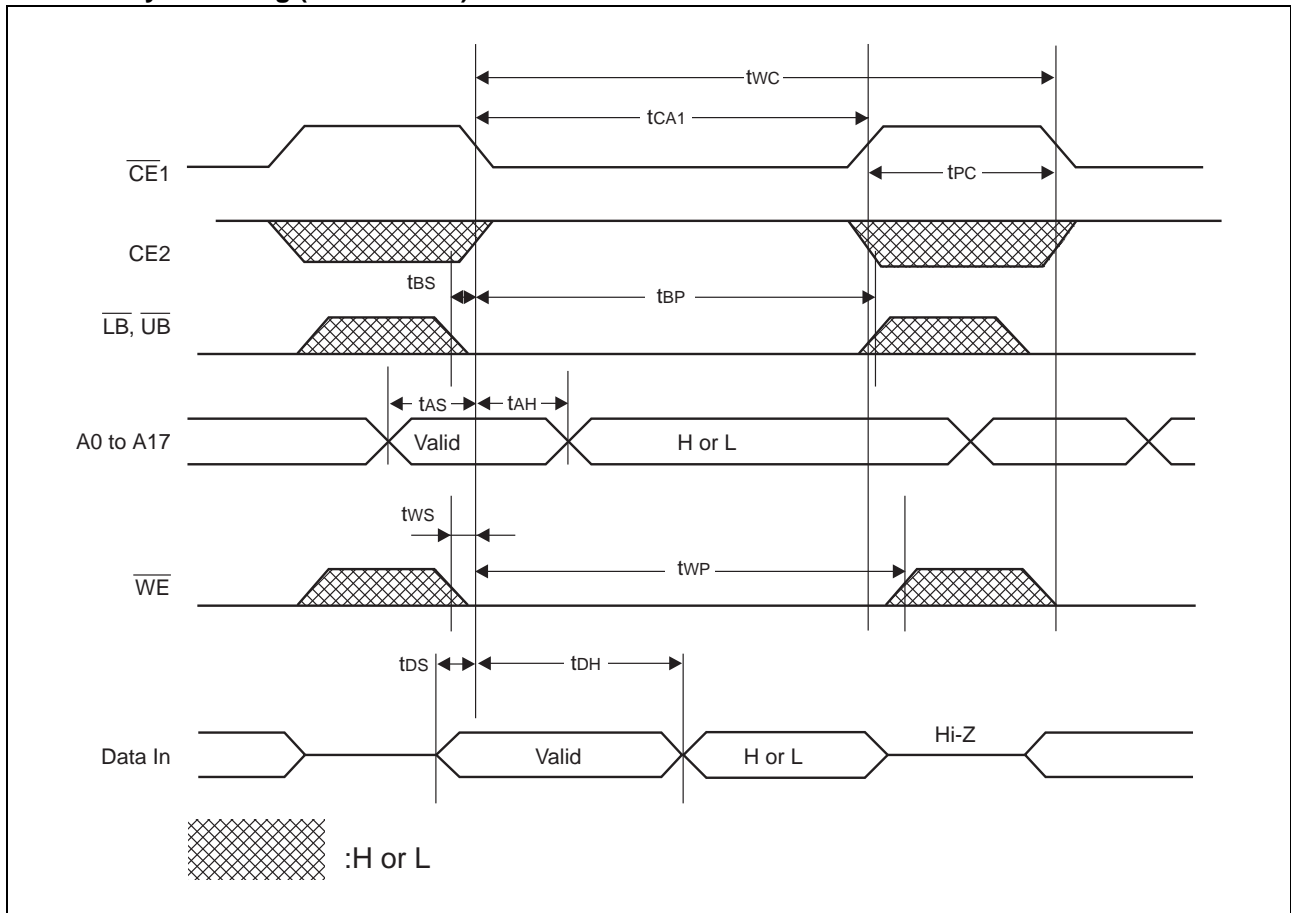 tWC
tCA1
CE1
tPC
CE2
tBS
tBP
LB, UB
tAS
tAH
A0 to A17
Valid
H or L
tWS
tWP
WE
tDS
tDH
Hi-Z
Data In
Valid
H or L
:H or L